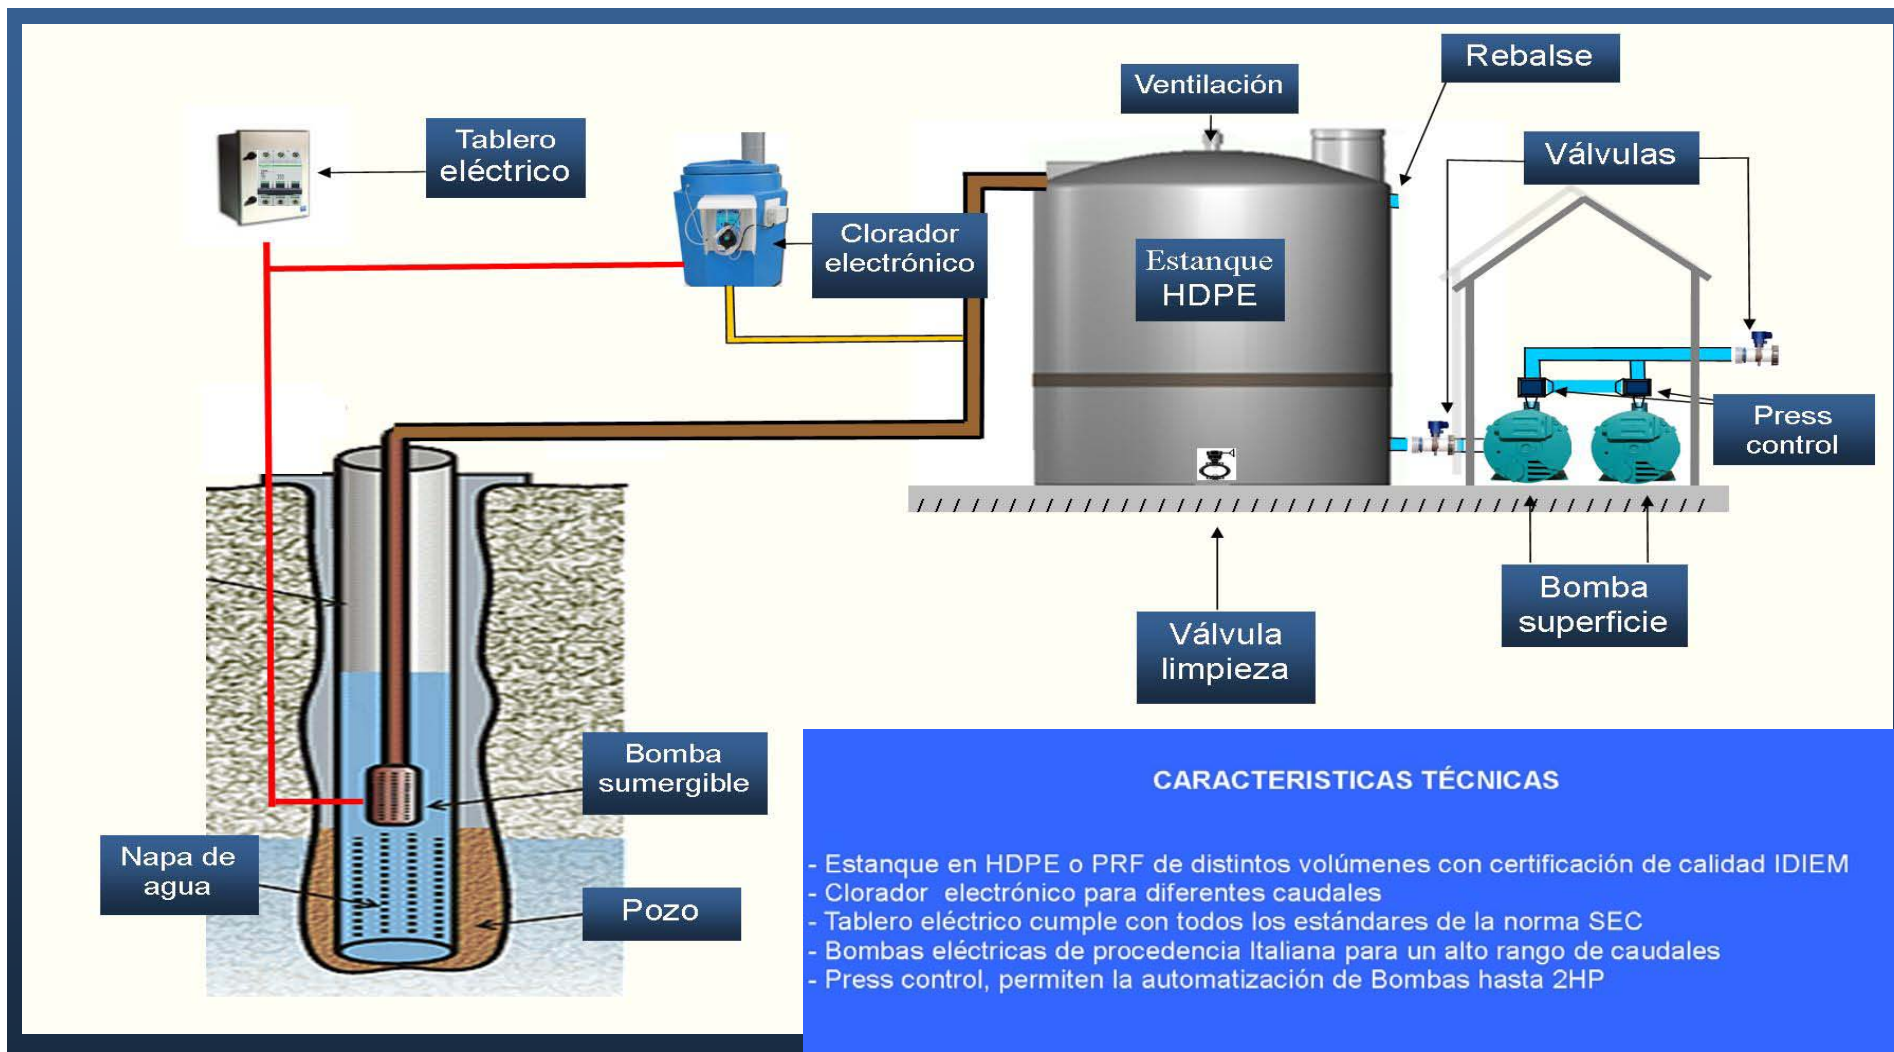 Rebalse
Ventilación
Tablero
eléctrico
Válvulas
Clorador
electrónico
Estanque
HDPE
Press
control
Bomba
superficie
Válvula
limpieza
Bomba
sumergible
Napa de
agua
Pozo
CARACTERISTICAS TÉCNICAS
- Estanque en HDPE o PRF de distintos volúmenes con certificación de calidad IDIEM
- Clorador electrónico para diferentes caudales
- Tablero eléctrico cumple con todos los estándares de la norma SEC
- Bombas eléctricas de procedencia Italiana para un alto rango de caudales
- Press control, permiten la automatización de Bombas hasta 2HP